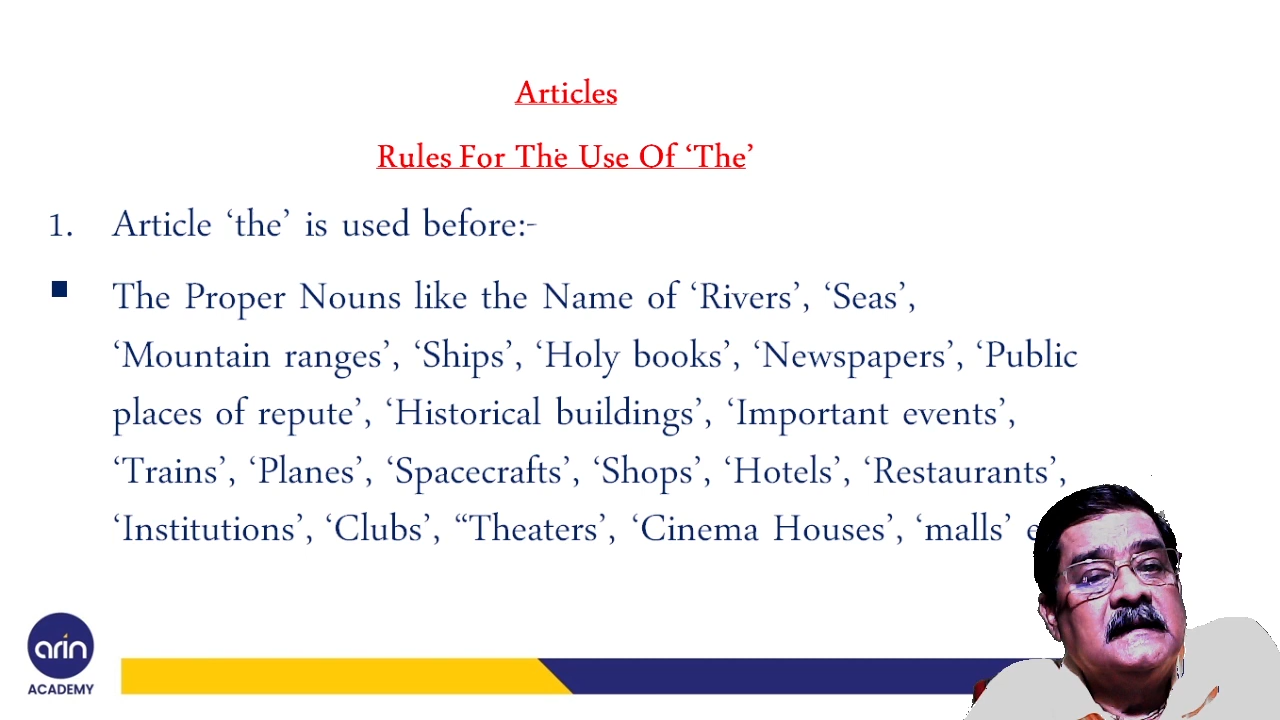 Articles
Rules For The Use Of ‘The’
1. Article ‘the’ is used before:-
The Proper Nouns like the Name of ‘Rivers’, ‘Seas’,
‘Mountain ranges’, ‘Ships’, ‘Holy books’, ‘Newspapers’, ‘Public
places of repute’, ‘Historical buildings’, ‘Important events’,
‘Trains’, ‘Planes’, ‘Spacecrafts’, ‘Shops’, ‘Hotels’, ‘Restaurants’,
‘Institutions’, ‘Clubs’, “Theaters’, ‘Cinema Houses’, ‘malls’
arin
ACADEMY